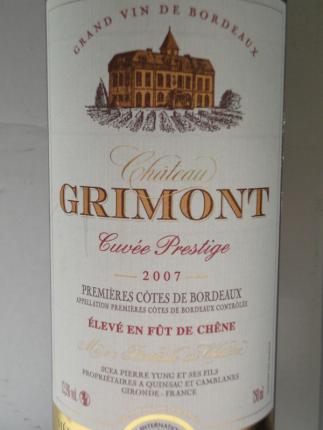 GRAND VIN DE BORDEAUX
Château
GRIMONT
Cuvée Prestige
2007
PREMIÈRES CÔTES DE BORDEAUX
APPELLATION PREMIÈRES CÔTES DE BORDEAUX CONTRÔLÉE
ÉLEVÉ EN FÛT DE CHÊNE
SCEA PIERRE YUNG ET SES FILS
PROPRIÉTAIRES A QUINSAC ET CAMBLANES
GIRONDE - FRANCE
INTERNATION